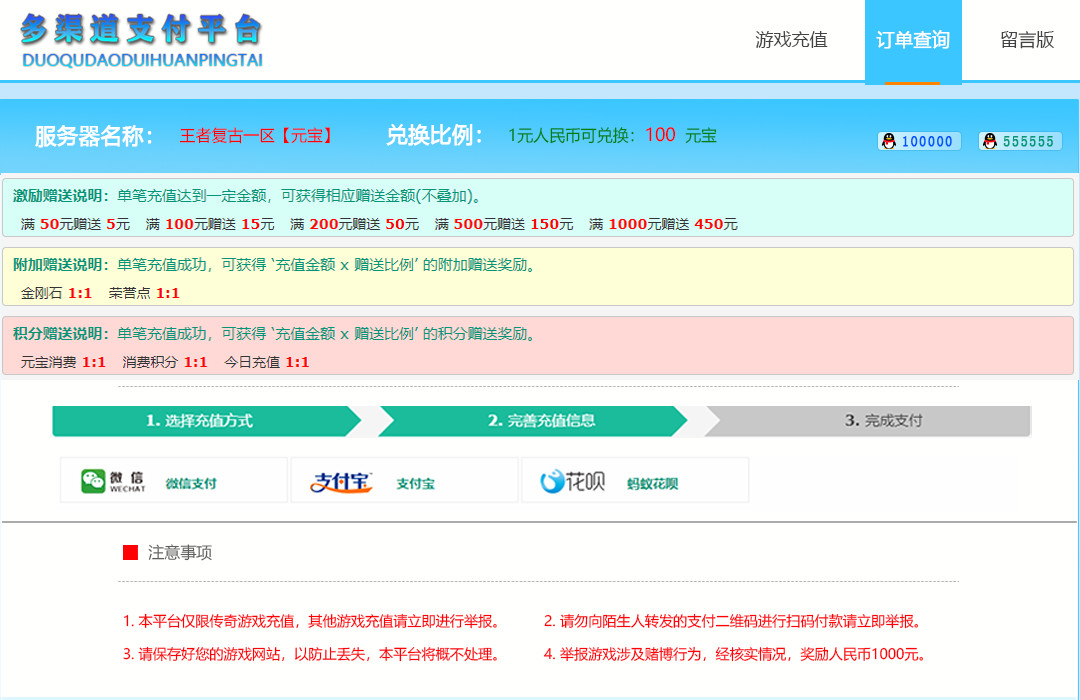 多渠道支付平台
DUOQUDAODUIHUANPINGTAI
游戏充值 订单查询 留言版
服务器名称： 王者复古一区【元宝】 兑换比例： 1元人民币可兑换：100 元宝 100000 555555
激励赠送说明：单笔充值达到一定金额，可获得相应赠送金额(不叠加)。
满 50元赠送 5元 满 100元赠送 15元 满 200元赠送 50元 满 500元赠送 150元 满 1000元赠送 450元
附加赠送说明：单笔充值成功，可获得 ‵充值金额 x 赠送比例′ 的附加赠送奖励。
金刚石 1:1 荣誉点 1:1
积分赠送说明：单笔充值成功，可获得 ‵充值金额 x 赠送比例′ 的积分赠送奖励。
元宝消费 1:1 消费积分 1:1 今日充值 1:1
1. 选择充值方式 2. 完善充值信息 3. 完成支付
微信 WECHAT 微信支付 支付宝 支付宝 花呗 蚂蚁花呗
注意事项
1. 本平台仅限传奇游戏充值，其他游戏充值请立即进行举报。 2. 请勿向陌生人转发的支付二维码进行扫码付款请立即举报。
3. 请保存好您的游戏网站，以防止丢失，本平台将概不处理。 4. 举报游戏涉及赌博行为，经核实情况，奖励人民币1000元。